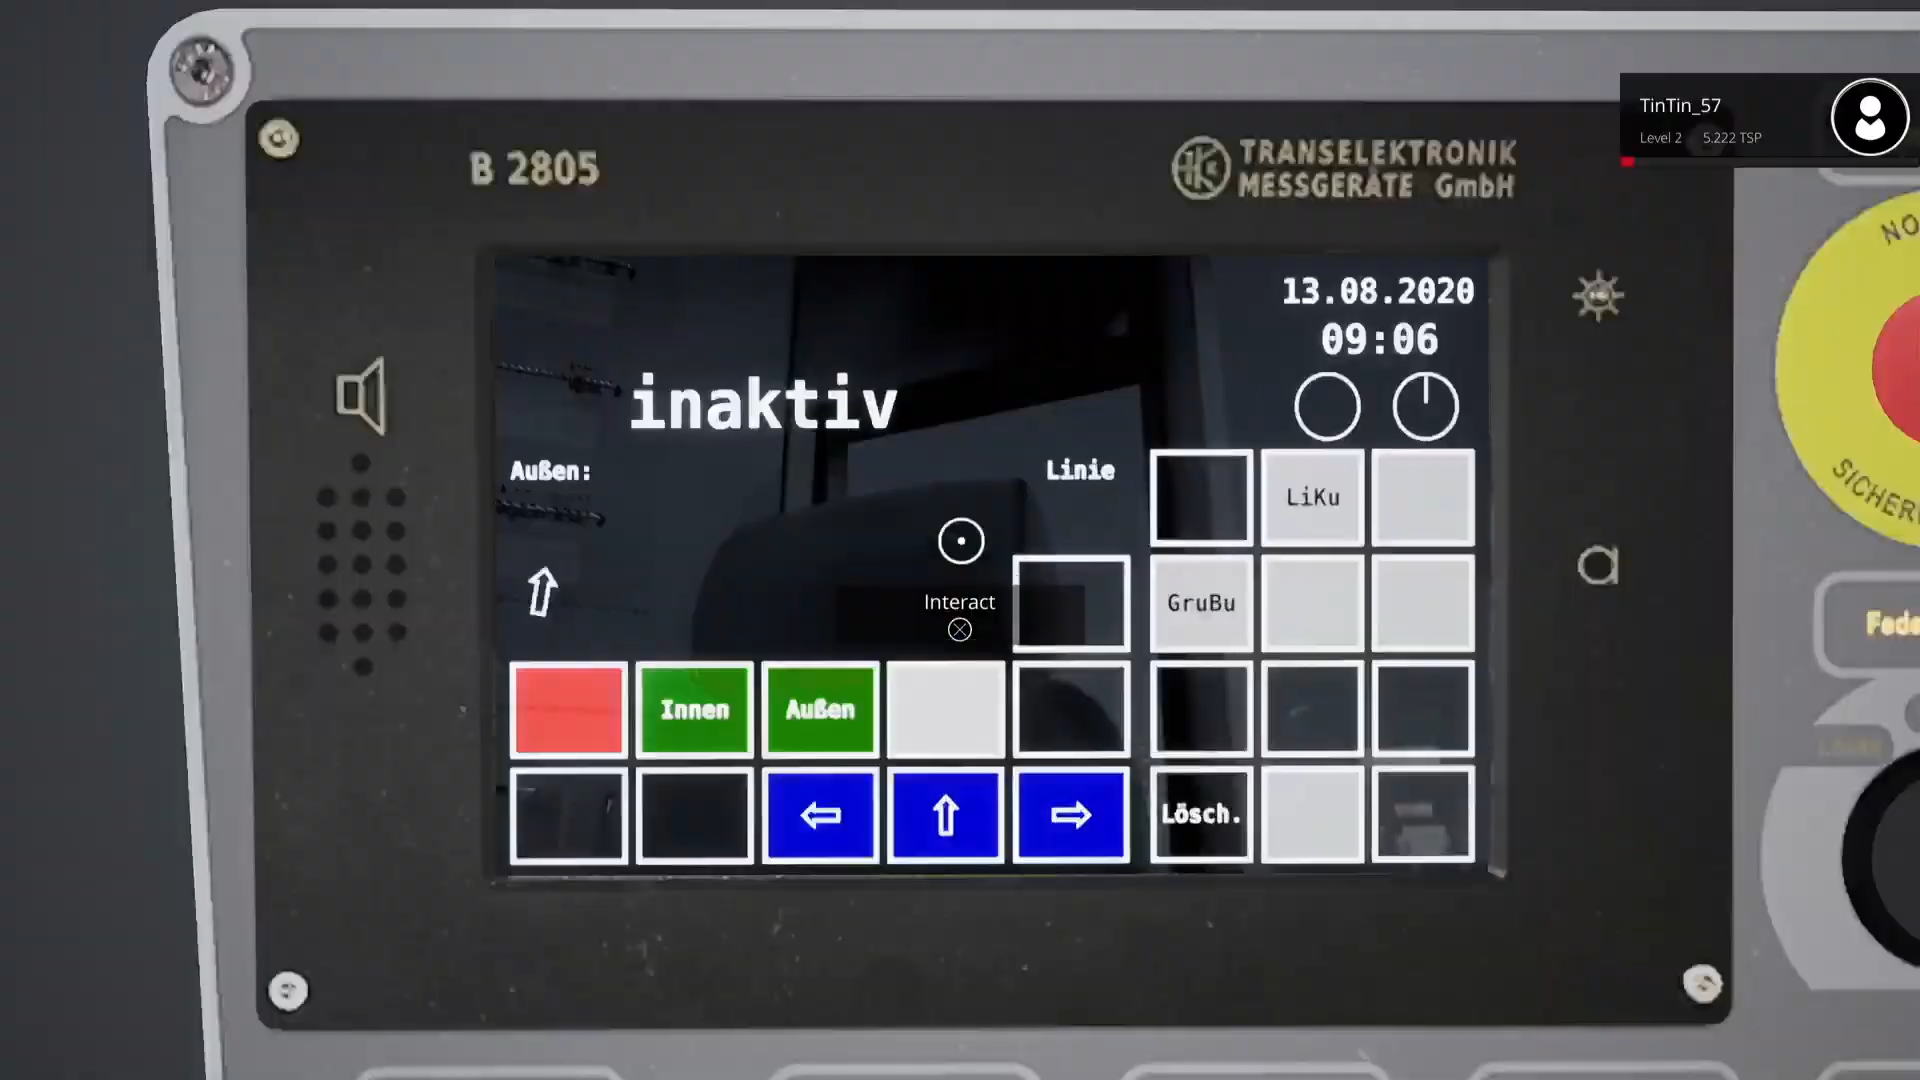 TinTin_57
Level 2 5.222 TSP
B 2805
TRANSELEKTRONIK
MESSGERÄTE GmbH
13.08.2020
09:06
inaktiv
Außen:
Linie
LiKu
Interact
GruBu
Innen
Außen
Lösch.